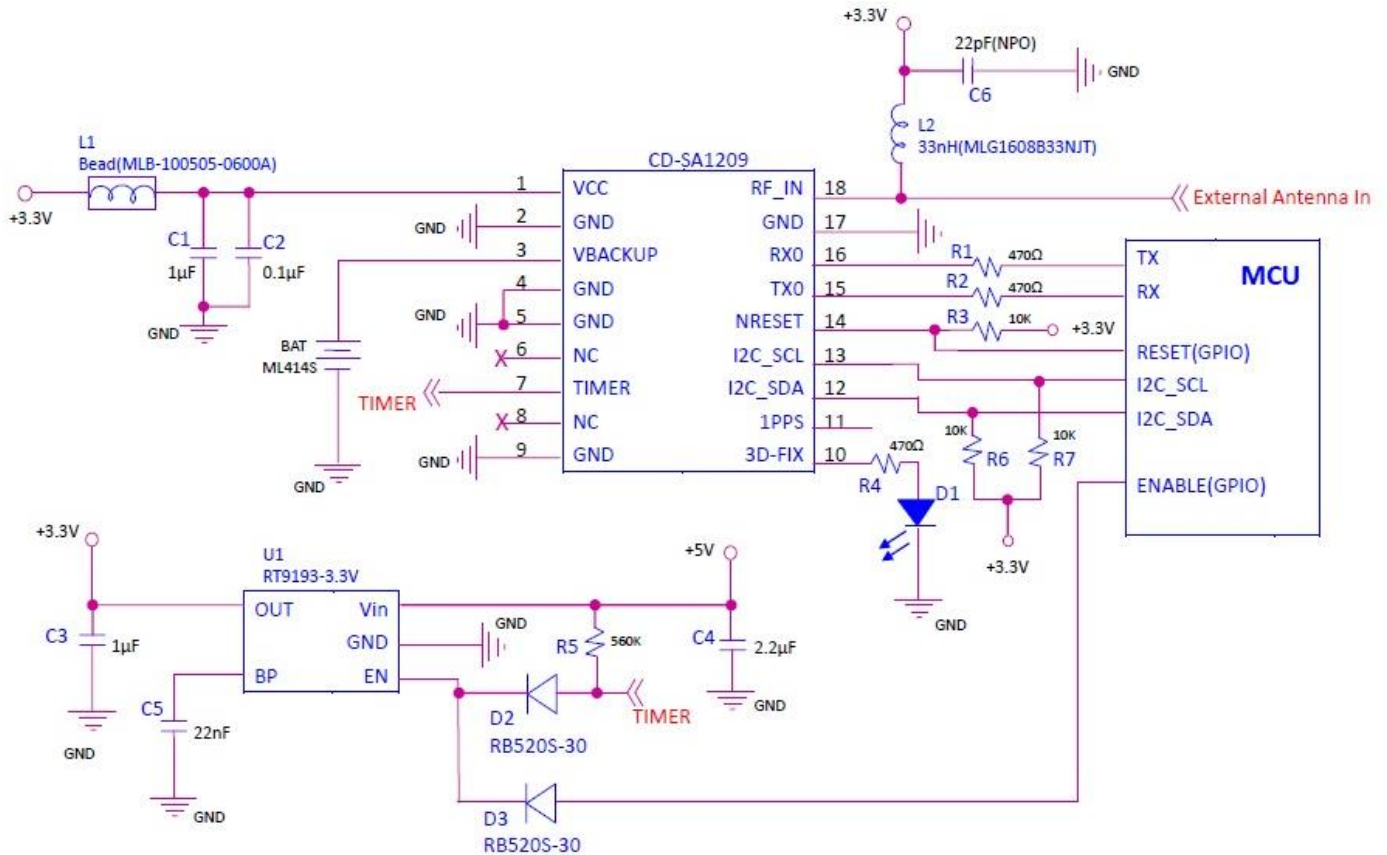 +3.3V
22pF(NPO)
GND
C6
L2
33nH(MLG1608B33NJT)
L1
Bead(MLB-100505-0600A)
+3.3V
C1
1µF
C2
0.1µF
GND
CD-SA1209
1 VCC
GND 2 GND
3 VBACKUP
4 GND
GND 5 GND
6 NC
TIMER 7 TIMER
8 NC
GND 9 GND
BAT
ML414S
GND
RF_IN 18
External Antenna In
GND 17
RX0 16 R1 470Ω TX
TX0 15 R2 470Ω RX
NRESET 14 R3 10K +3.3V
I2C_SCL 13
I2C_SDA 12
1PPS 11
3D-FIX 10
MCU
RESET(GPIO)
I2C_SCL
I2C_SDA
ENABLE(GPIO)
470Ω
R4
D1
GND
10K
R6
10K
R7
+3.3V
+3.3V
U1
RT9193-3.3V
OUT Vin
GND
BP EN
C3
1µF
GND
C5
22nF
GND
GND
+5V
R5 560K
C4
2.2µF
GND
TIMER
D2
RB520S-30
D3
RB520S-30